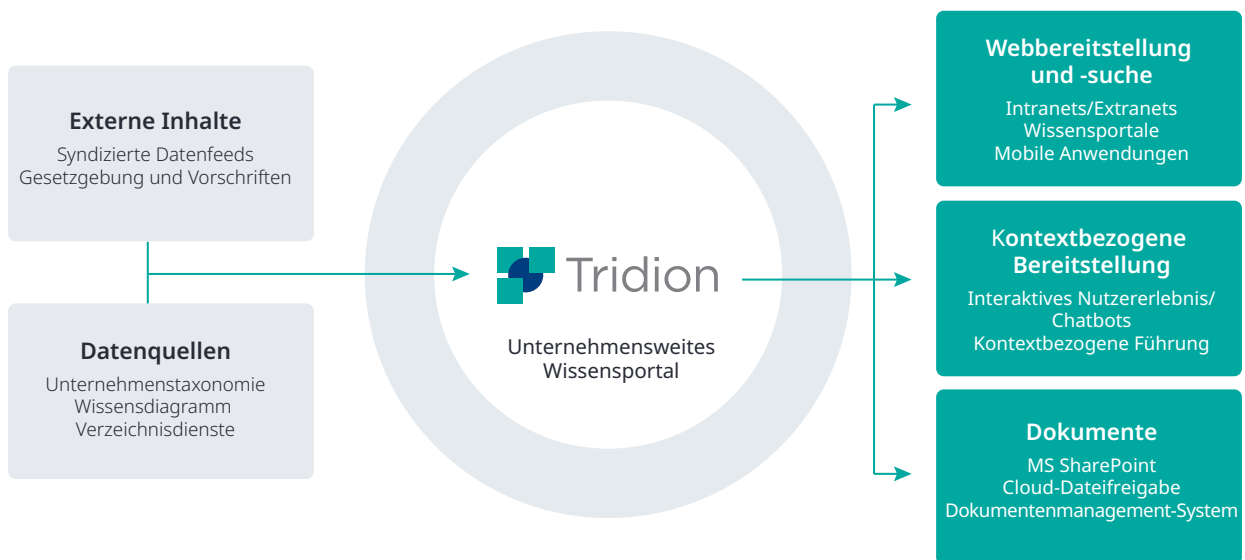 Externe Inhalte
Syndizierte Datenfeeds
Gesetzgebung und Vorschriften
Datenquellen
Unternehmenstaxonomie
Wissensdiagramm
Verzeichnisdienste
Tridion
Unternehmensweites
Wissensportal
Webbereitstellung
und -suche
Intranets/Extranets
Wissensportale
Mobile Anwendungen
Kontextbezogene
Bereitstellung
Interaktives Nutzererlebnis/
Chatbots
Kontextbezogene Führung
Dokumente
MS SharePoint
Cloud-Dateifreigabe
Dokumentenmanagement-System